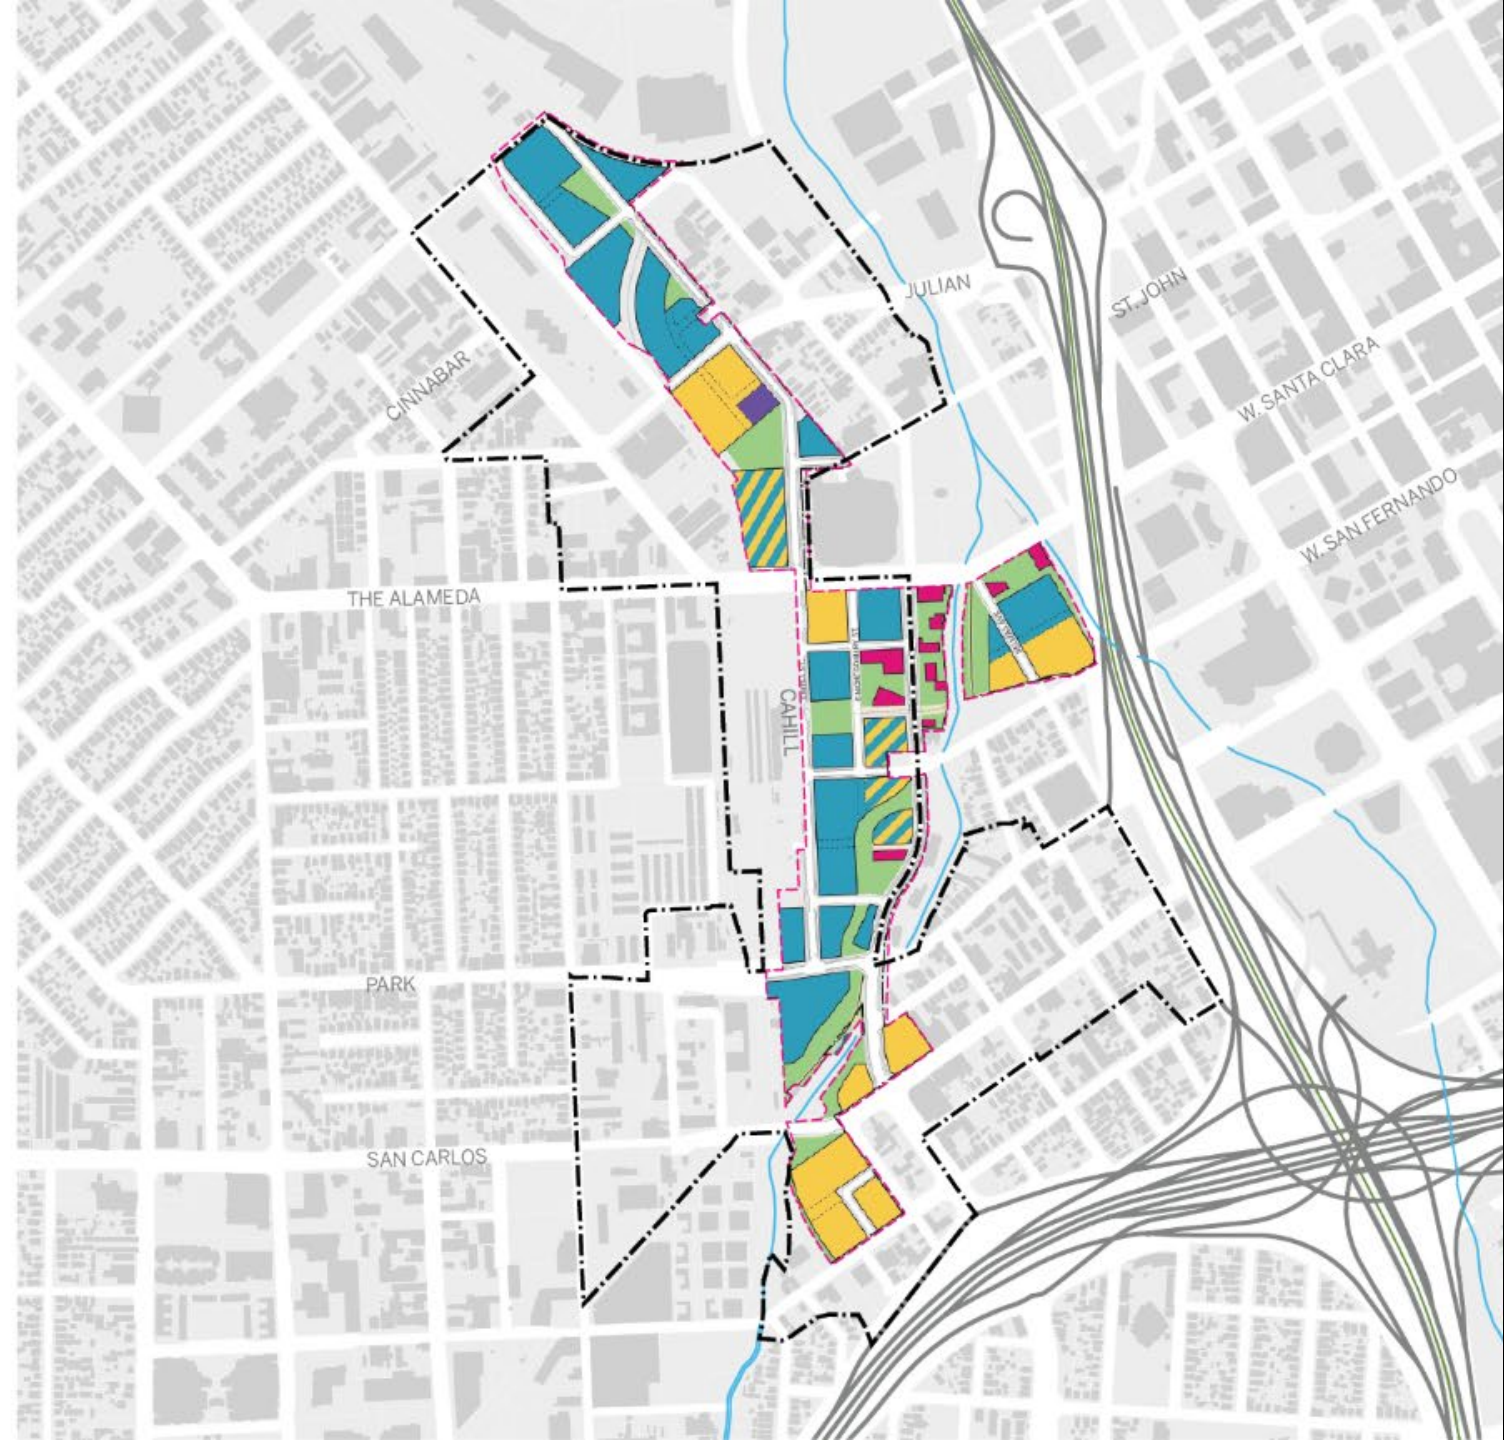 JULIAN
ST. JOHN
W. SANTA CLARA
CINNABAR
W. SAN FERNANDO
THE ALAMEDA
CAHILL
PARK
SAN CARLOS